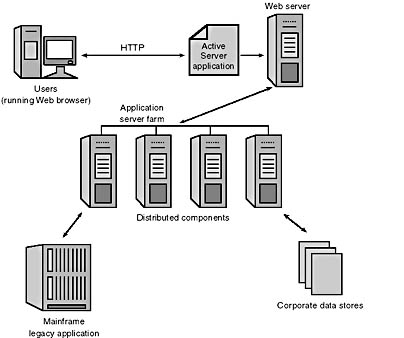 Web server
HTTP
Active
Server
application
Users
(running Web browser)
Application
server farm
Distributed components
Mainframe
legacy application
Corporate data stores